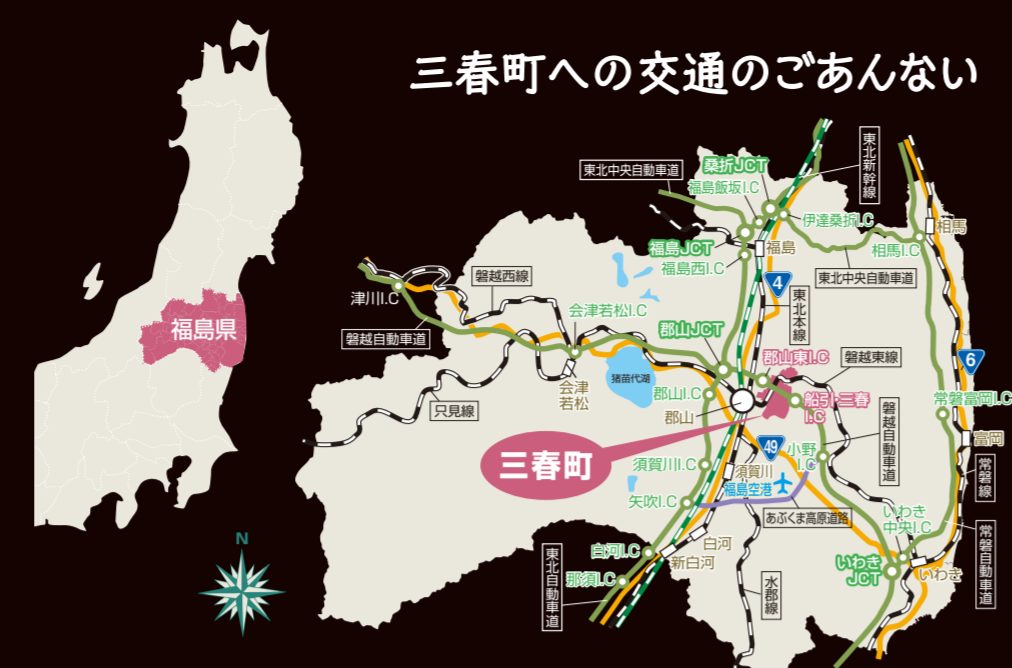 三春町への交通のごあんない
福島県
N
東北中央自動車道
桑折JCT
東北新幹線
福島飯坂I.C
伊達桑折I.C
相馬
福島JCT
福島
相馬I.C
福島西I.C
東北中央自動車道
磐越西線
4
東北本線
津川I.C
会津若松I.C
磐越自動車道
郡山JCT
郡山東I.C
磐越東線
6
猪苗代湖
会津
若松
郡山I.C
船引・三春
I.C
常磐富岡I.C
只見線
郡山
磐越自動車道
三春町
49
小野
I.C
富岡
須賀川I.C
須賀川
常磐線
福島空港
矢吹I.C
あぶくま高原道路
いわき
中央I.C
白河I.C
白河
新白河
いわき
JCT
いわき
常磐自動車道
那須I.C
東北自動車道
水郡線